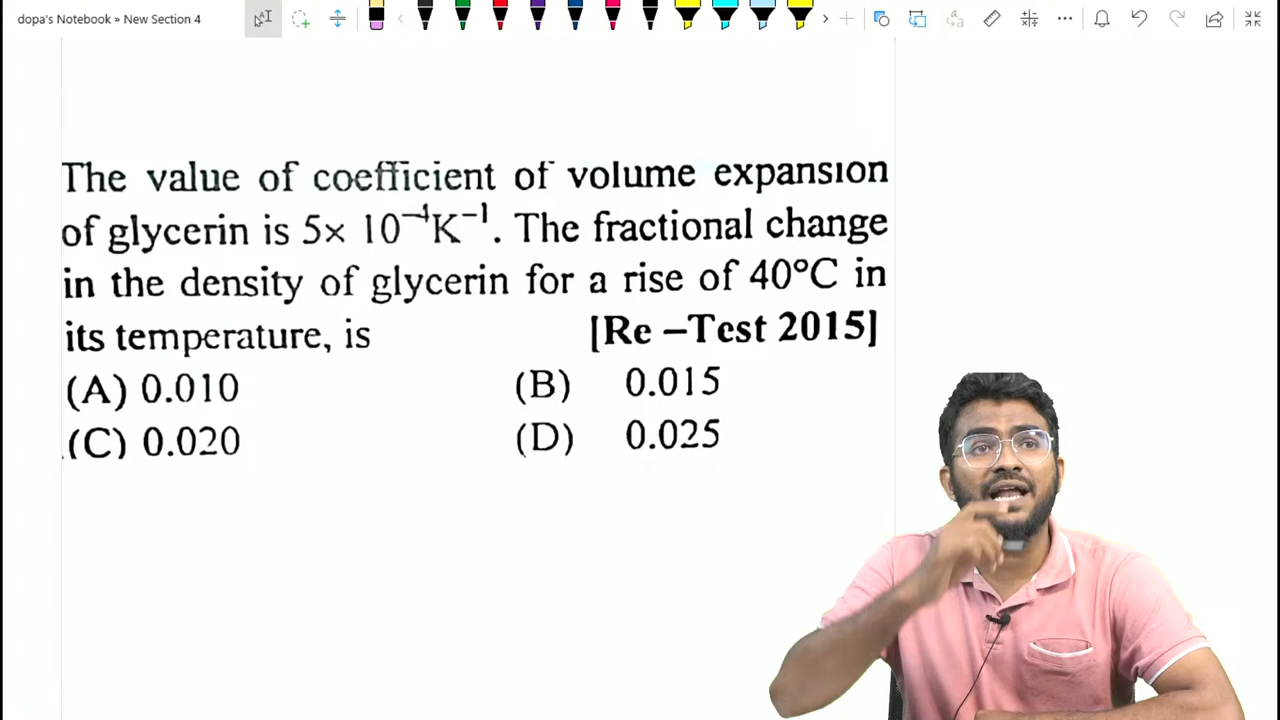 dopa's Notebook » New Section 4
The value of coefficient of volume expansion
of glycerin is 5× 10⁻⁴K⁻¹. The fractional change
in the density of glycerin for a rise of 40°C in
its temperature, is [Re –Test 2015]
(A) 0.010 (B) 0.015
(C) 0.020 (D) 0.025